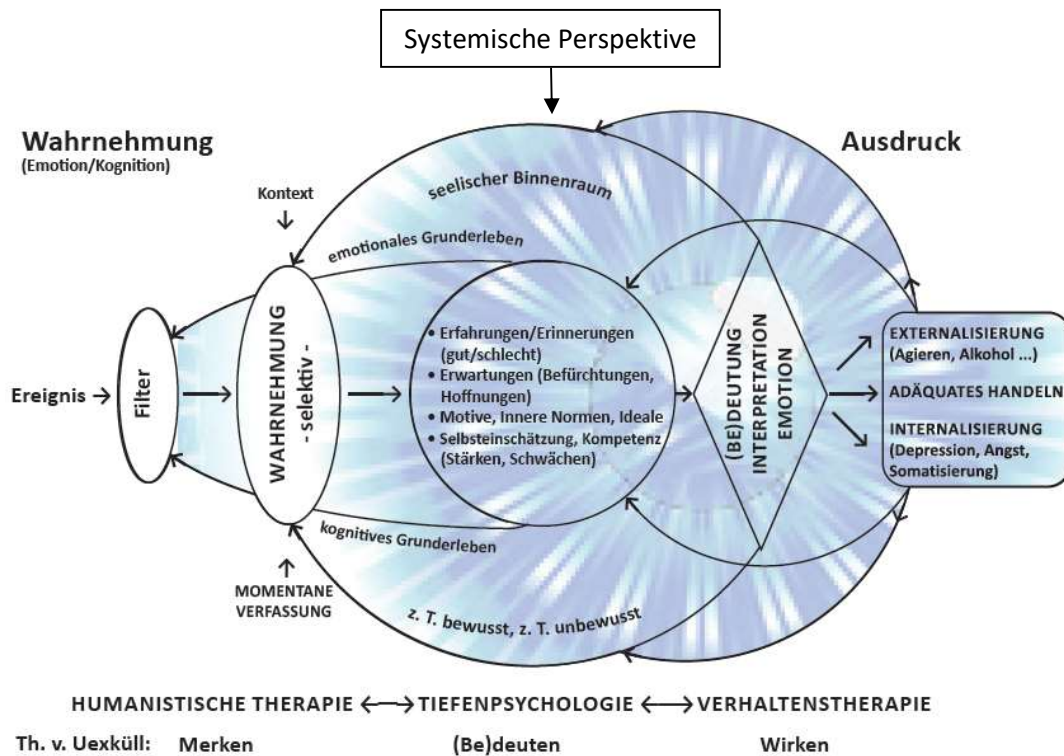 Systemische Perspektive
Wahrnehmung
(Emotion/Kognition)
Ausdruck
Kontext
seelischer Binnenraum
emotionales Grunderleben
Ereignis
Filter
WAHRNEHMUNG
- selektiv -
• Erfahrungen/Erinnerungen
(gut/schlecht)
• Erwartungen (Befürchtungen,
Hoffnungen)
• Motive, Innere Normen, Ideale
• Selbsteinschätzung, Kompetenz
(Stärken, Schwächen)
(BE)DEUTUNG
INTERPRETATION
EMOTION
EXTERNALISIERUNG
(Agieren, Alkohol ...)
ADÄQUATES HANDELN
INTERNALISIERUNG
(Depression, Angst,
Somatisierung)
kognitives Grunderleben
MOMENTANE
VERFASSUNG
z. T. bewusst, z. T. unbewusst
HUMANISTISCHE THERAPIE ←→ TIEFENPSYCHOLOGIE ←→ VERHALTENSTHERAPIE
Th. v. Uexküll: Merken (Be)deuten Wirken